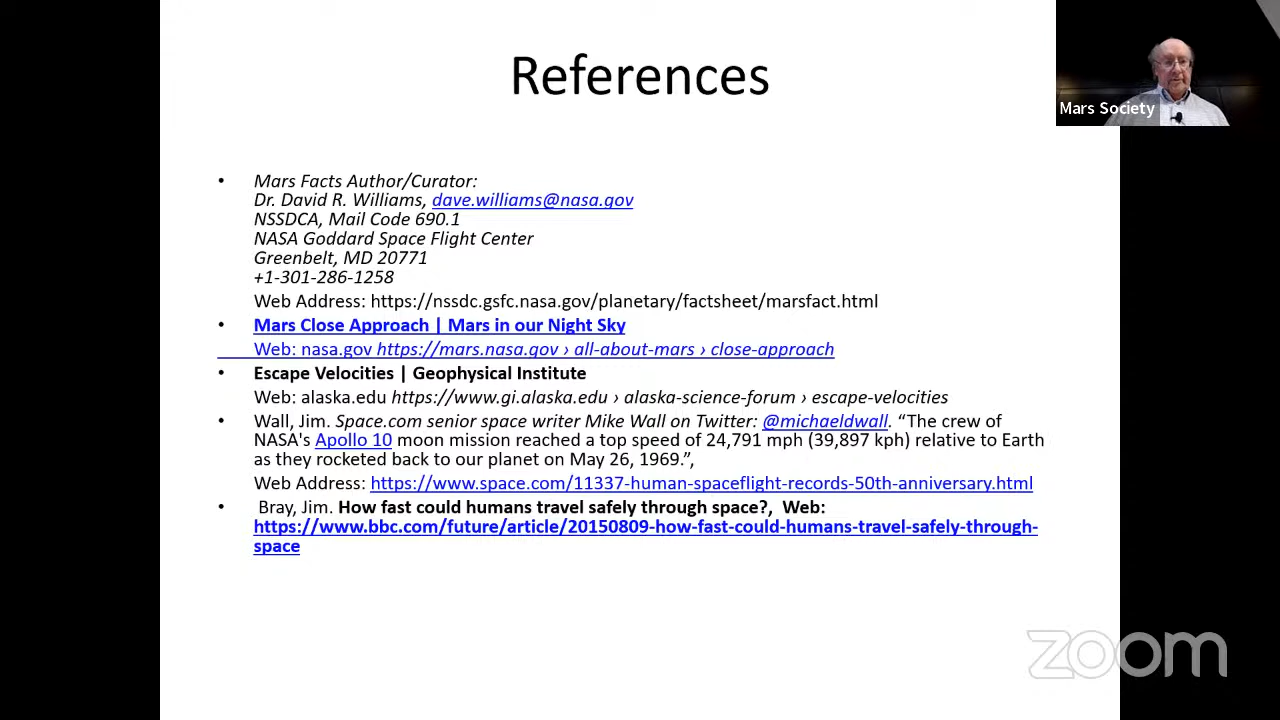 References
Mars Society
• Mars Facts Author/Curator:
Dr. David R. Williams, dave.williams@nasa.gov
NSSDCA, Mail Code 690.1
NASA Goddard Space Flight Center
Greenbelt, MD 20771
+1-301-286-1258
Web Address: https://nssdc.gsfc.nasa.gov/planetary/factsheet/marsfact.html
• Mars Close Approach | Mars in our Night Sky
Web: nasa.gov https://mars.nasa.gov › all-about-mars › close-approach
• Escape Velocities | Geophysical Institute
Web: alaska.edu https://www.gi.alaska.edu › alaska-science-forum › escape-velocities
• Wall, Jim. Space.com senior space writer Mike Wall on Twitter: @michaeldwall. “The crew of
NASA's Apollo 10 moon mission reached a top speed of 24,791 mph (39,897 kph) relative to Earth
as they rocketed back to our planet on May 26, 1969.”,
Web Address: https://www.space.com/11337-human-spaceflight-records-50th-anniversary.html
• Bray, Jim. How fast could humans travel safely through space?, Web:
https://www.bbc.com/future/article/20150809-how-fast-could-humans-travel-safely-through-
space
zoom